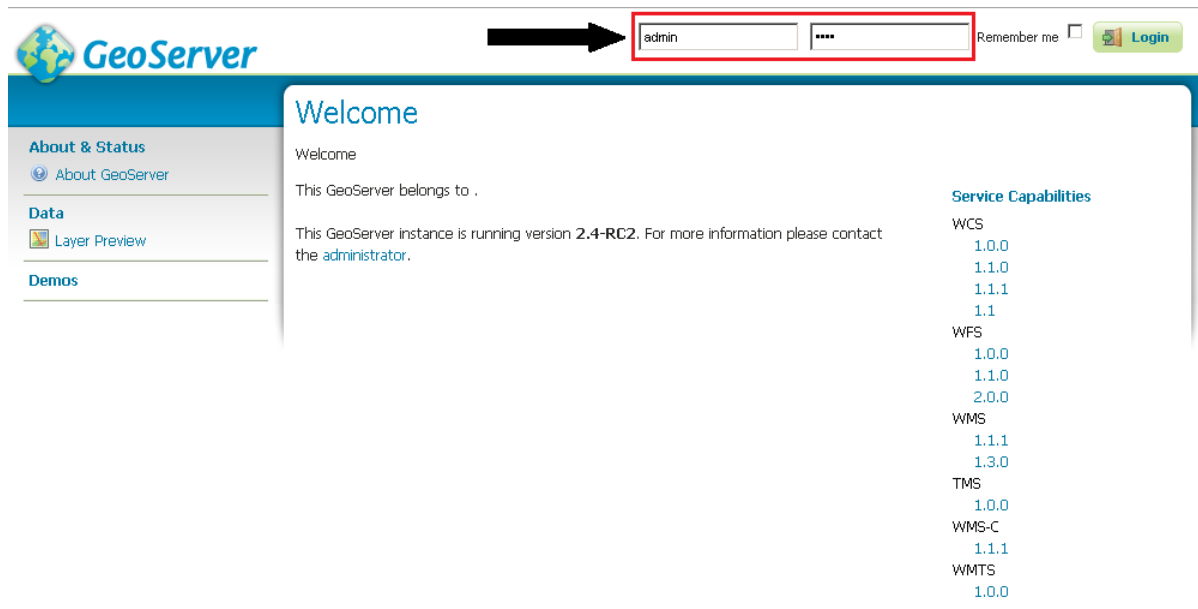 GeoServer
admin
••••
Remember me
Login
Welcome
About & Status
About GeoServer
Data
Layer Preview
Demos
Welcome
This GeoServer belongs to .
This GeoServer instance is running version 2.4-RC2. For more information please contact
the administrator.
Service Capabilities
WCS
1.0.0
1.1.0
1.1.1
1.1
WFS
1.0.0
1.1.0
2.0.0
WMS
1.1.1
1.3.0
TMS
1.0.0
WMS-C
1.1.1
WMTS
1.0.0